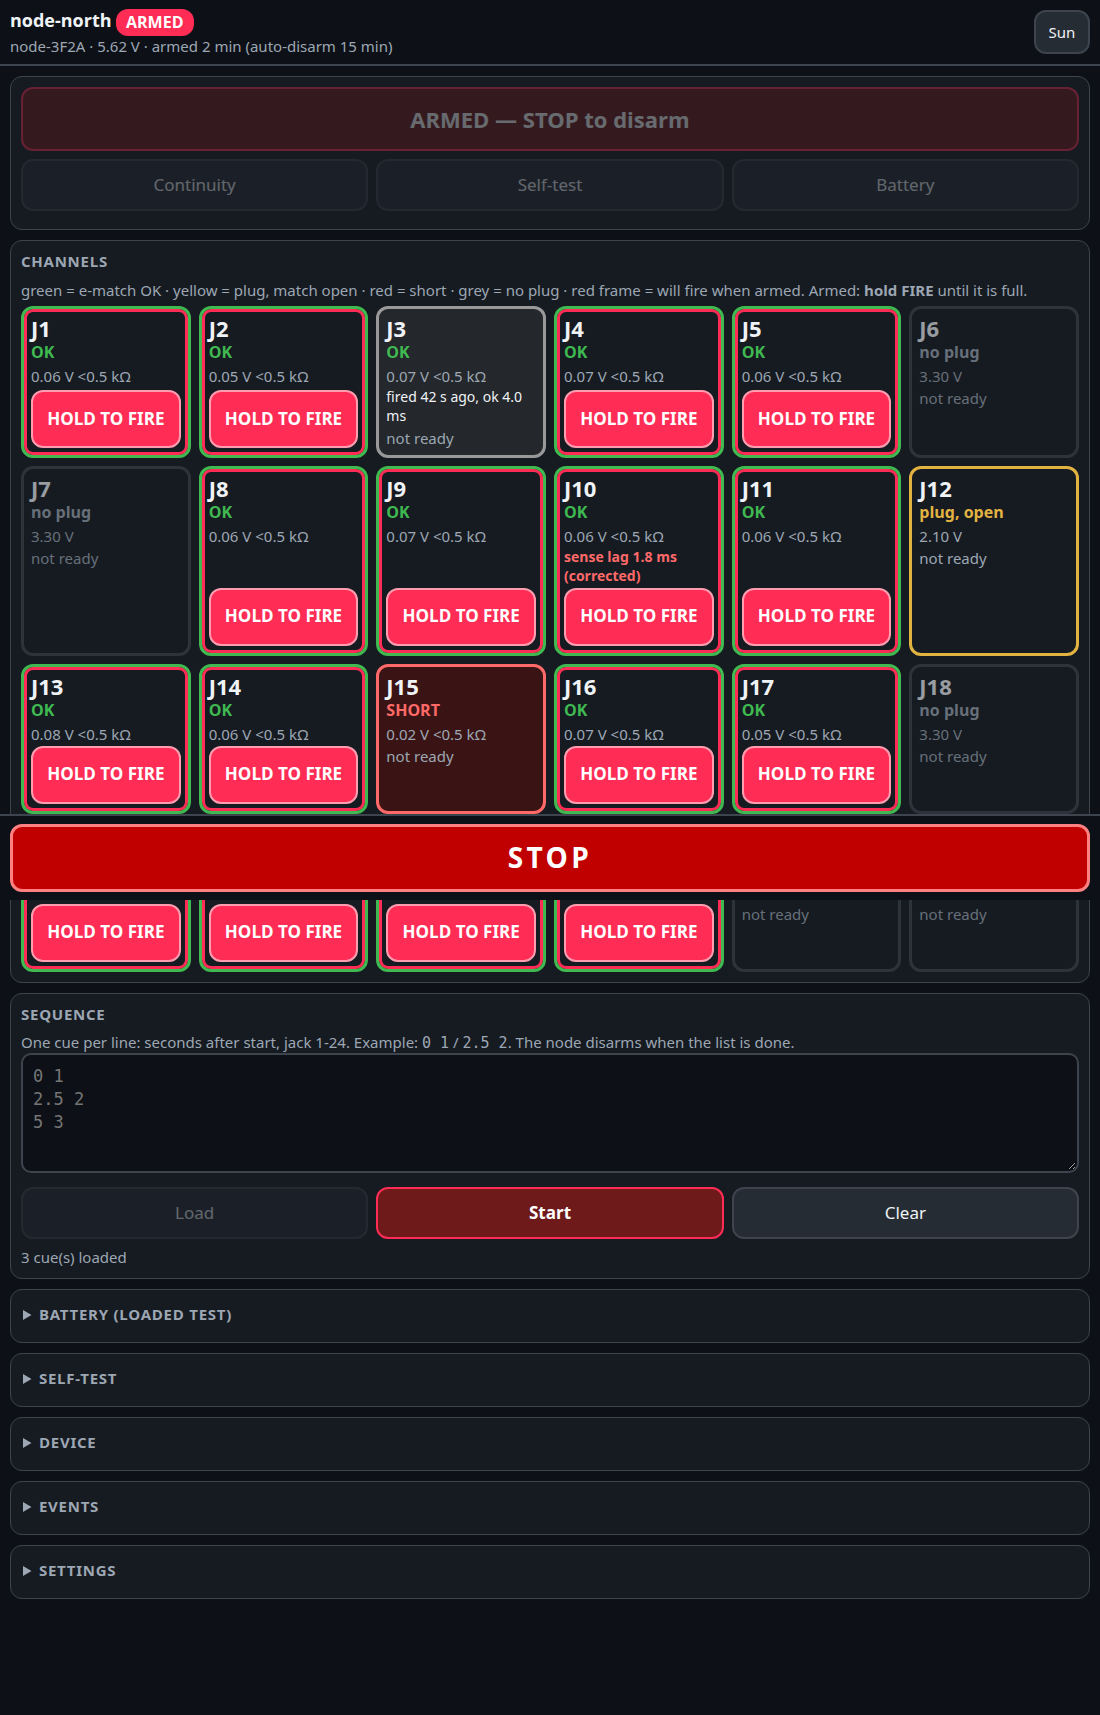 node-north ARMED
node-3F2A · 5.62 V · armed 2 min (auto-disarm 15 min)
Sun
ARMED — STOP to disarm
Continuity
Self-test
Battery
CHANNELS
green = e-match OK · yellow = plug, match open · red = short · grey = no plug · red frame = will fire when armed. Armed: hold FIRE until it is full.
J1
OK
0.06 V <0.5 kΩ
HOLD TO FIRE
J2
OK
0.05 V <0.5 kΩ
HOLD TO FIRE
J3
OK
0.07 V <0.5 kΩ
fired 42 s ago, ok 4.0
ms
not ready
J4
OK
0.07 V <0.5 kΩ
HOLD TO FIRE
J5
OK
0.06 V <0.5 kΩ
HOLD TO FIRE
J6
no plug
3.30 V
not ready
J7
no plug
3.30 V
not ready
J8
OK
0.06 V <0.5 kΩ
HOLD TO FIRE
J9
OK
0.07 V <0.5 kΩ
HOLD TO FIRE
J10
OK
0.06 V <0.5 kΩ
sense lag 1.8 ms
(corrected)
HOLD TO FIRE
J11
OK
0.06 V <0.5 kΩ
HOLD TO FIRE
J12
plug, open
2.10 V
not ready
J13
OK
0.08 V <0.5 kΩ
HOLD TO FIRE
J14
OK
0.06 V <0.5 kΩ
HOLD TO FIRE
J15
SHORT
0.02 V <0.5 kΩ
not ready
J16
OK
0.07 V <0.5 kΩ
HOLD TO FIRE
J17
OK
0.05 V <0.5 kΩ
HOLD TO FIRE
J18
no plug
3.30 V
not ready
STOP
HOLD TO FIRE
HOLD TO FIRE
HOLD TO FIRE
HOLD TO FIRE
not ready
not ready
SEQUENCE
One cue per line: seconds after start, jack 1-24. Example: 0 1 / 2.5 2. The node disarms when the list is done.
0 1
2.5 2
5 3
Load
Start
Clear
3 cue(s) loaded
BATTERY (LOADED TEST)
SELF-TEST
DEVICE
EVENTS
SETTINGS